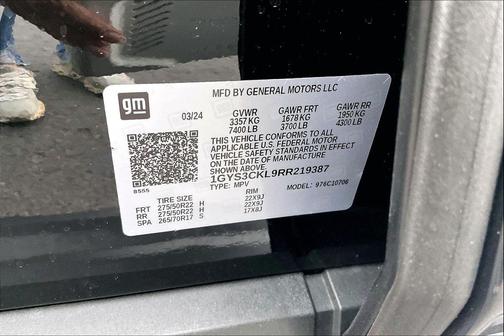 gm
MFD BY GENERAL MOTORS LLC
03/24 GVWR GAWR FRT GAWR RR
3357 KG 1678 KG 1950 KG
7400 LB 3700 LB 4300 LB
THIS VEHICLE CONFORMS TO ALL
APPLICABLE U.S. FEDERAL MOTOR
VEHICLE SAFETY STANDARDS IN EFFECT
ON THE DATE OF MANUFACTURE
SHOWN ABOVE.
1GYS3CKL9RR219387
TYPE: MPV MODEL: 976C10706
B555
TIRE SIZE RIM
FRT 275/50R22 H 22X9J
RR 275/50R22 H 22X9J
SPA 265/70R17 S 17X8J